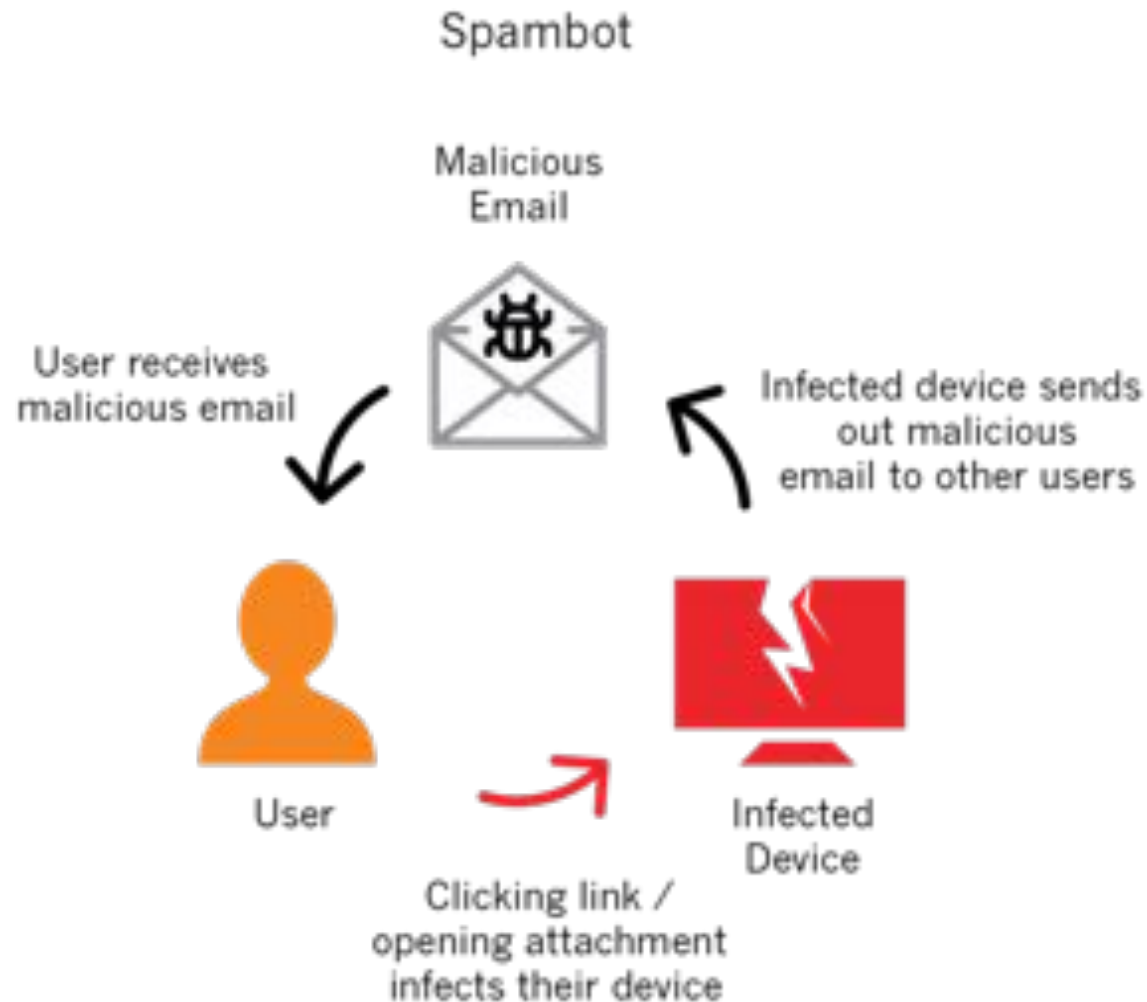 Spambot
Malicious
Email
User receives
malicious email
Infected device sends
out malicious
email to other users
User
Infected
Device
Clicking link /
opening attachment
infects their device